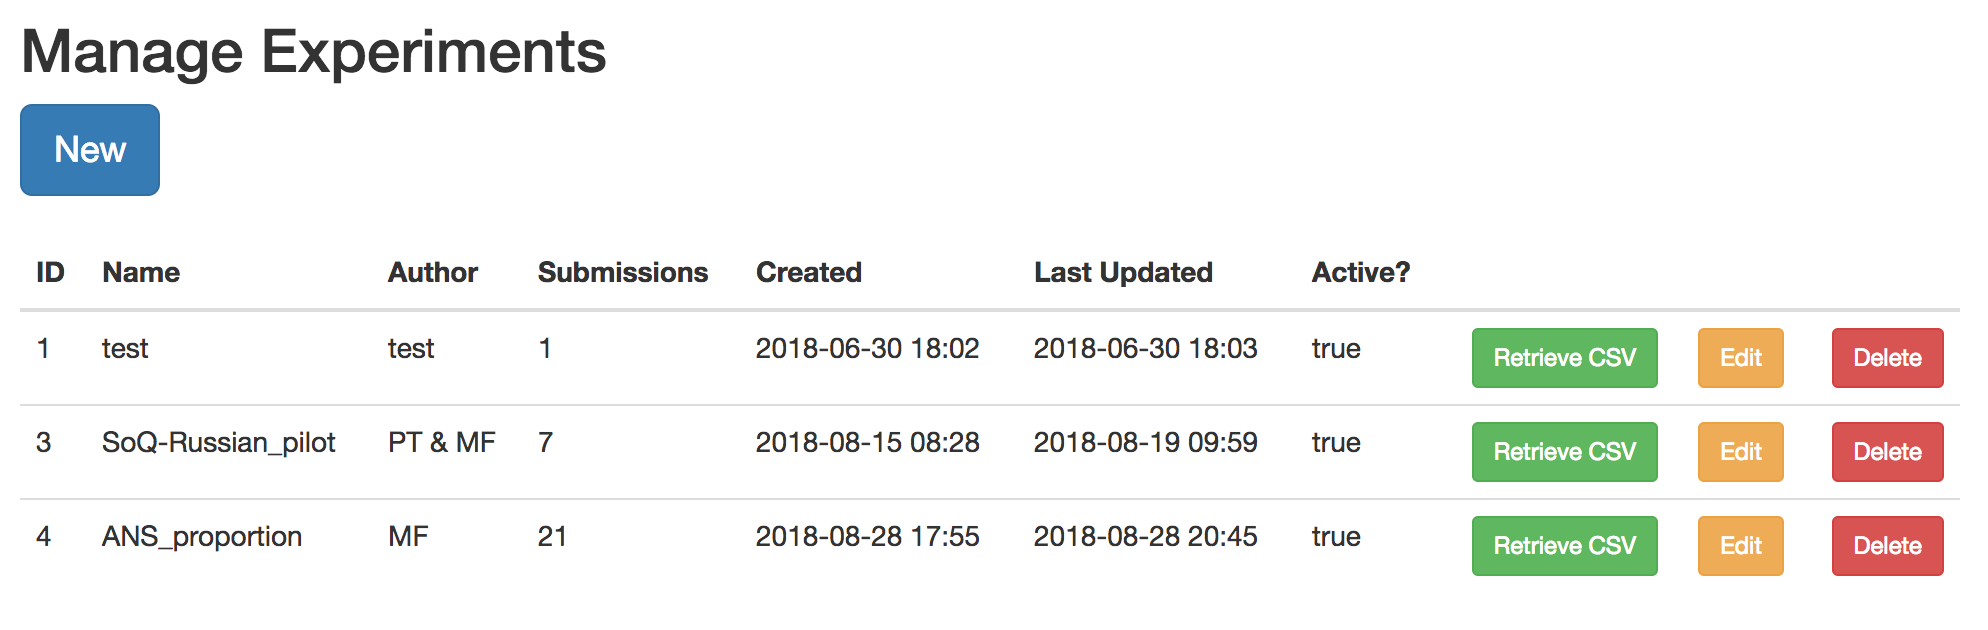 Manage Experiments
New
ID Name Author Submissions Created Last Updated Active?
1 test test 1 2018-06-30 18:02 2018-06-30 18:03 true Retrieve CSV Edit Delete
3 SoQ-Russian_pilot PT & MF 7 2018-08-15 08:28 2018-08-19 09:59 true Retrieve CSV Edit Delete
4 ANS_proportion MF 21 2018-08-28 17:55 2018-08-28 20:45 true Retrieve CSV Edit Delete